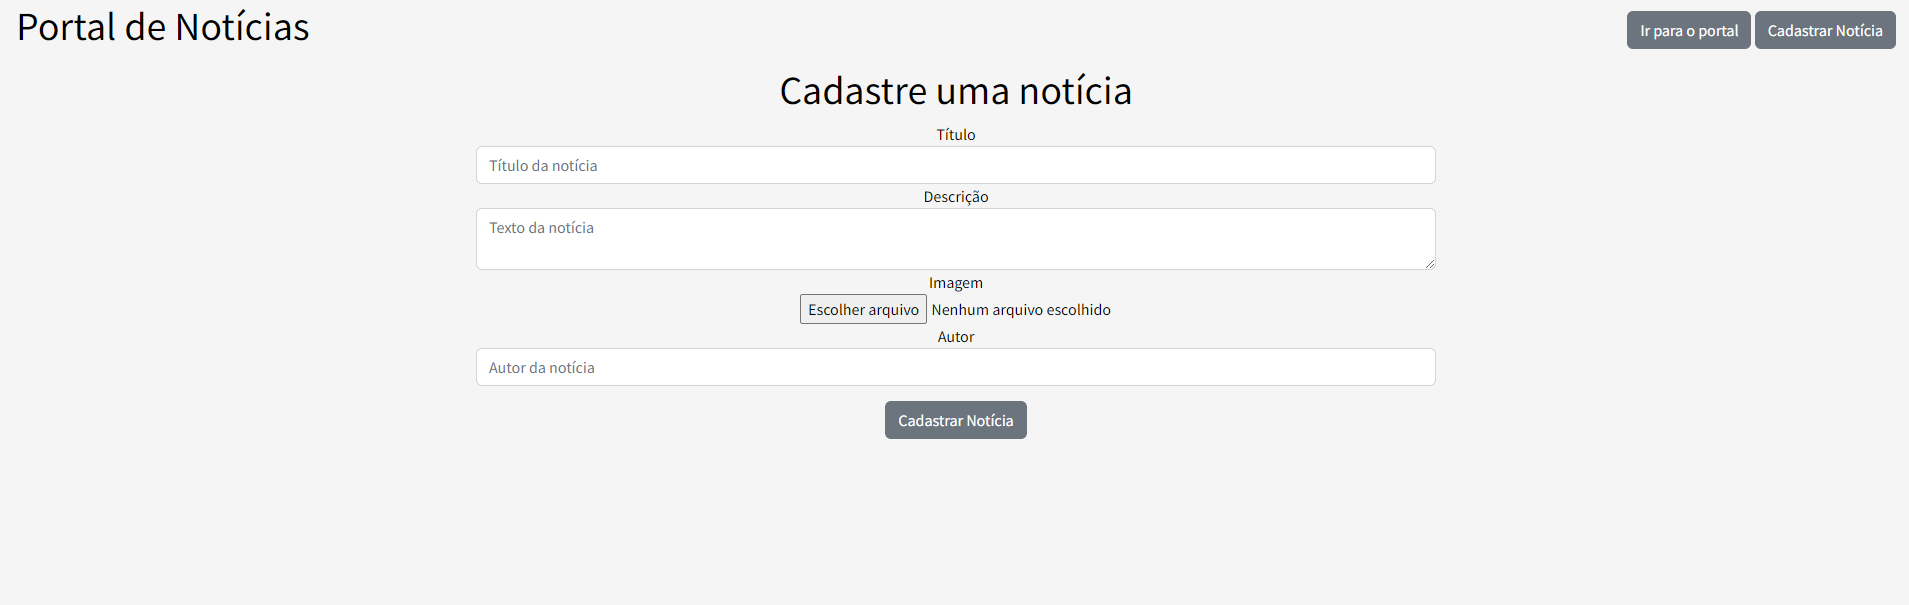 Portal de Notícias
Ir para o portal
Cadastrar Notícia
Cadastre uma notícia
Título
Título da notícia
Descrição
Texto da notícia
Imagem
Escolher arquivo Nenhum arquivo escolhido
Autor
Autor da notícia
Cadastrar Notícia